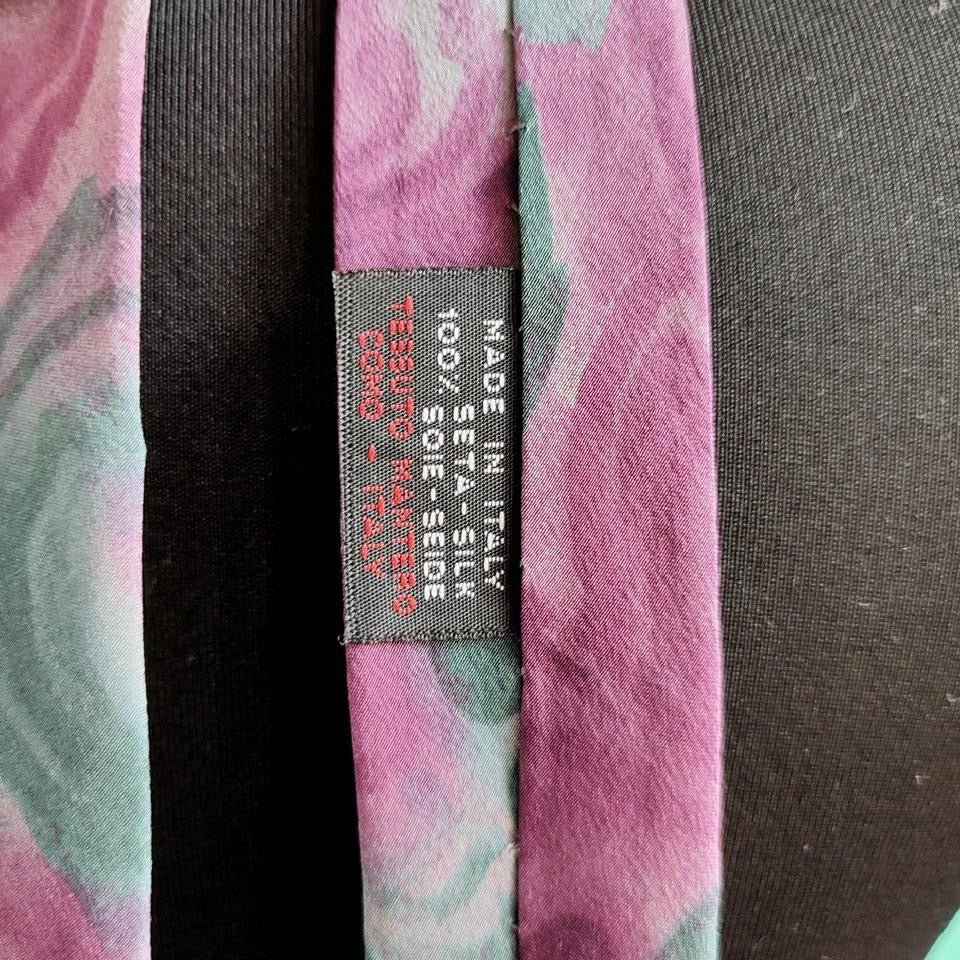 MADE IN ITALY
100% SETA-SILK
SOIE-SEIDE
TESSUTO MANTERO
COMO - ITALY